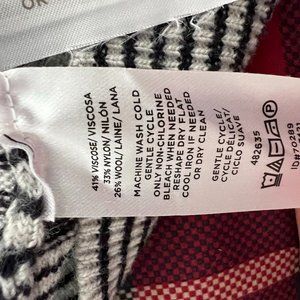 OR
41% VISCOSE/ VISCOSA
33% NYLON/ NILÓN
26% WOOL/ LAINE/ LANA
MACHINE WASH COLD
GENTLE CYCLE
ONLY NON-CHLORINE
BLEACH WHEN NEEDED
RESHAPE DRY FLAT
COOL IRON IF NEEDED
OR DRY CLEAN
GENTLE CYCLE/
CYCLE DÉLICAT/
CICLO SUAVE
482635